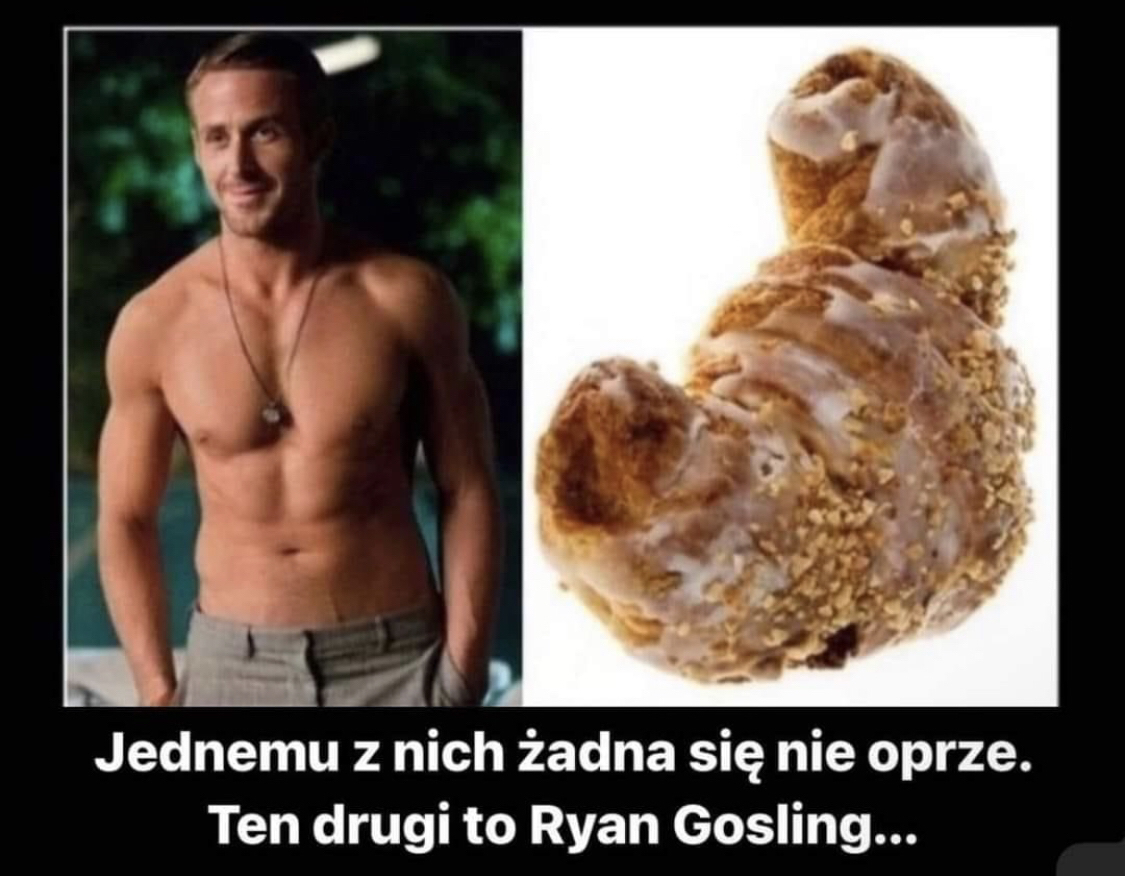 Jednemu z nich żadna się nie oprze.
Ten drugi to Ryan Gosling...